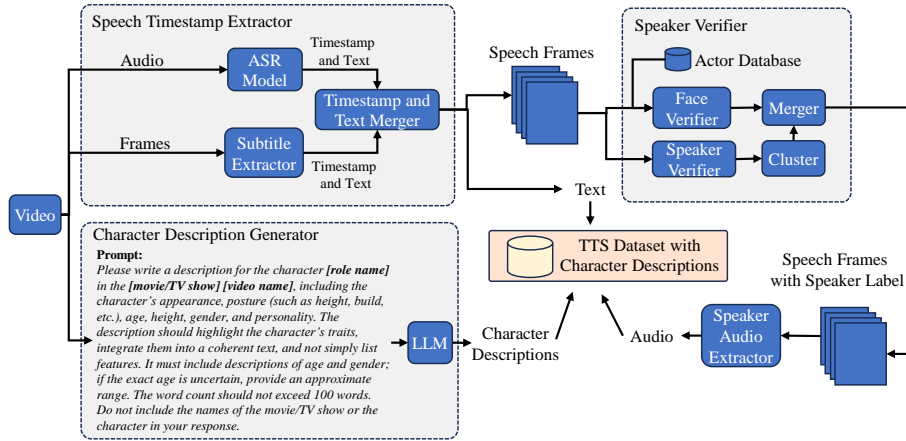 Speech Timestamp Extractor
Audio
ASR
Model
Timestamp
and Text
Timestamp and
Text Merger
Frames
Subtitle
Extractor
Timestamp
and Text
Speech Frames
Speaker Verifier
Actor Database
Face
Verifier
Merger
Speaker
Verifier
Cluster
Video
Text
TTS Dataset with
Character Descriptions
Character Description Generator
Prompt:
Please write a description for the character [role name]
in the [movie/TV show] [video name], including the
character's appearance, posture (such as height, build,
etc.), age, height, gender, and personality. The
description should highlight the character's traits,
integrate them into a coherent text, and not simply list
features. It must include descriptions of age and gender;
if the exact age is uncertain, provide an approximate
range. The word count should not exceed 100 words.
Do not include the names of the movie/TV show or the
character in your response.
LLM
Character
Descriptions
Audio
Speaker
Audio
Extractor
Speech Frames
with Speaker Label